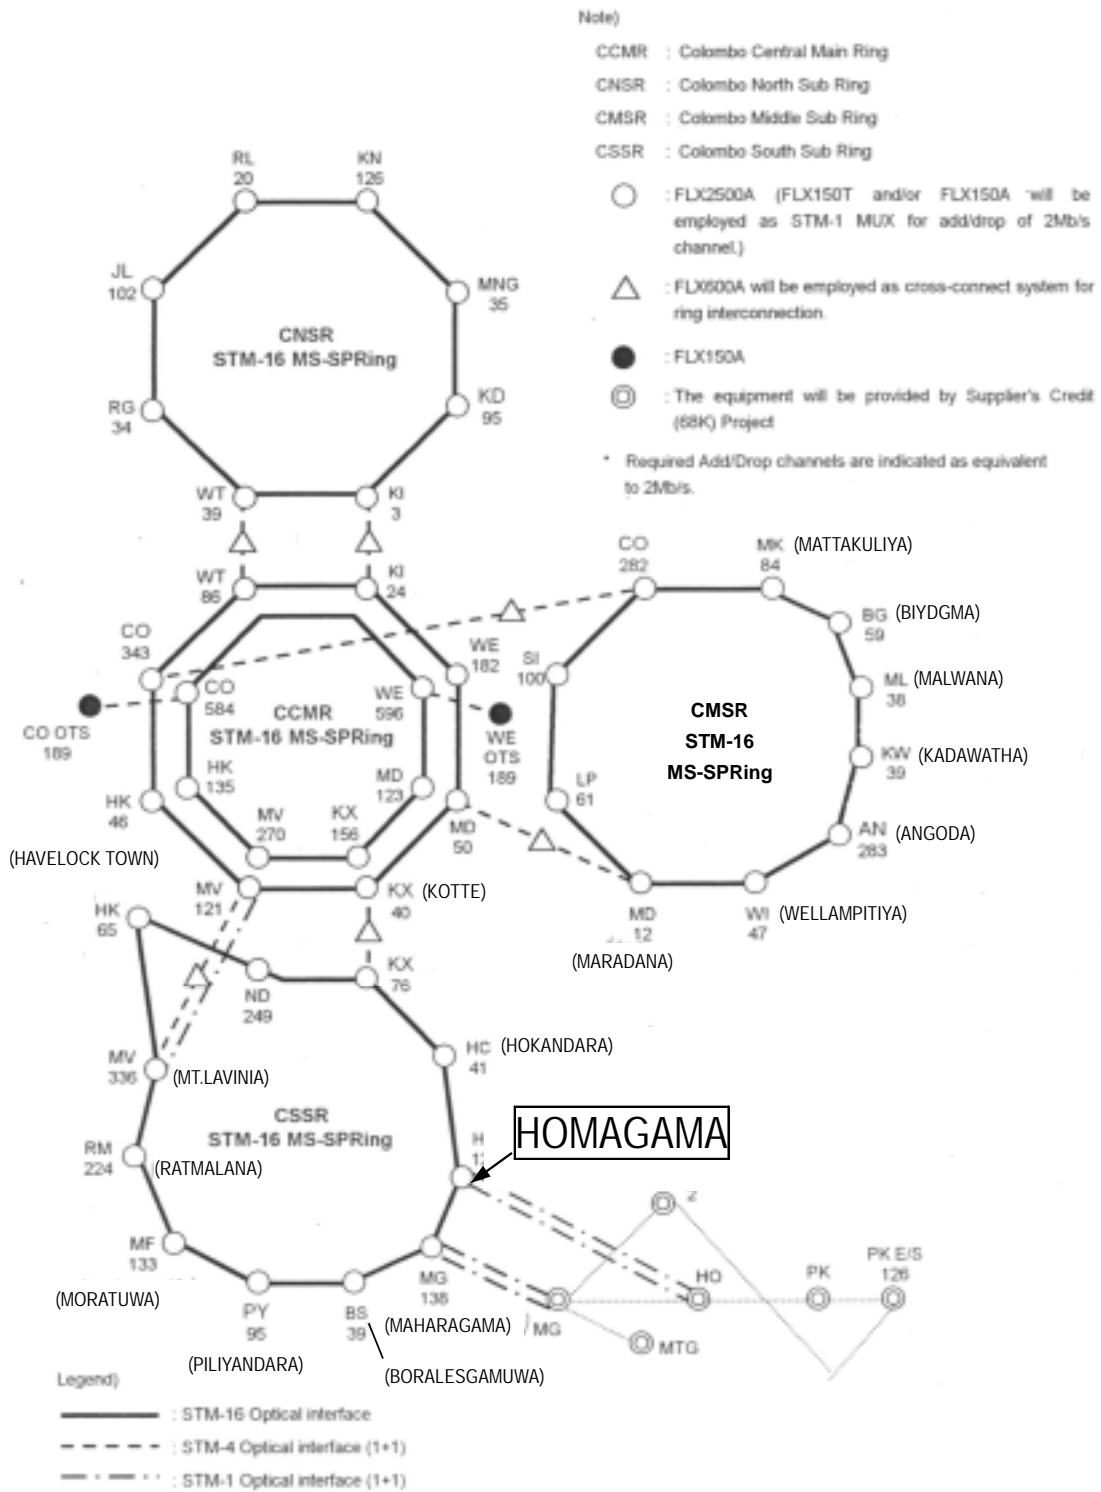 Note)
CCMR : Colombo Central Main Ring
CNSR : Colombo North Sub Ring
CMSR : Colombo Middle Sub Ring
CSSR : Colombo South Sub Ring
: FLX2500A (FLX150T and/or FLX150A will be
employed as STM-1 MUX for add/drop of 2Mb/s
channel.)
: FLX600A will be employed as cross-connect system for
ring interconnection.
: FLX150A
: The equipment will be provided by Supplier's Credit
(68K) Project
* Required Add/Drop channels are indicated as equivalent
to 2Mb/s.
RL
20
KN
126
JL
102
MNG
35
CNSR
STM-16 MS-SPRing
RG
34
KD
95
WT
39
KI
3
WT
86
KI
24
CO
343
WE
182
CO
584
WE
596
CCMR
STM-16 MS-SPRing
CO OTS
189
WE
OTS
189
HK
135
MD
123
HK
46
MV
270
KX
156
MD
50
(HAVELOCK TOWN)
MV
121
KX
40
(KOTTE)
CO
282
MK
84
(MATTAKULIYA)
BG
59
(BIYDGMA)
SI
100
ML
38
(MALWANA)
CMSR
STM-16
MS-SPRing
KW
39
(KADAWATHA)
LP
61
AN
283
(ANGODA)
MD
12
(MARADANA)
WI
47
(WELLAMPITIYA)
HK
65
ND
249
KX
76
HC
41
(HOKANDARA)
MV
336
(MT.LAVINIA)
CSSR
STM-16 MS-SPRing
HOMAGAMA
RM
224
(RATMALANA)
MF
133
(MORATUWA)
PY
95
(PILIYANDARA)
BS
39
(BORALESGAMUWA)
MG
138
(MAHARAGAMA)
Z
MG
HO
PK
PK E/S
126
MTG
Legend)
: STM-16 Optical interface
: STM-4 Optical interface (1+1)
: STM-1 Optical interface (1+1)